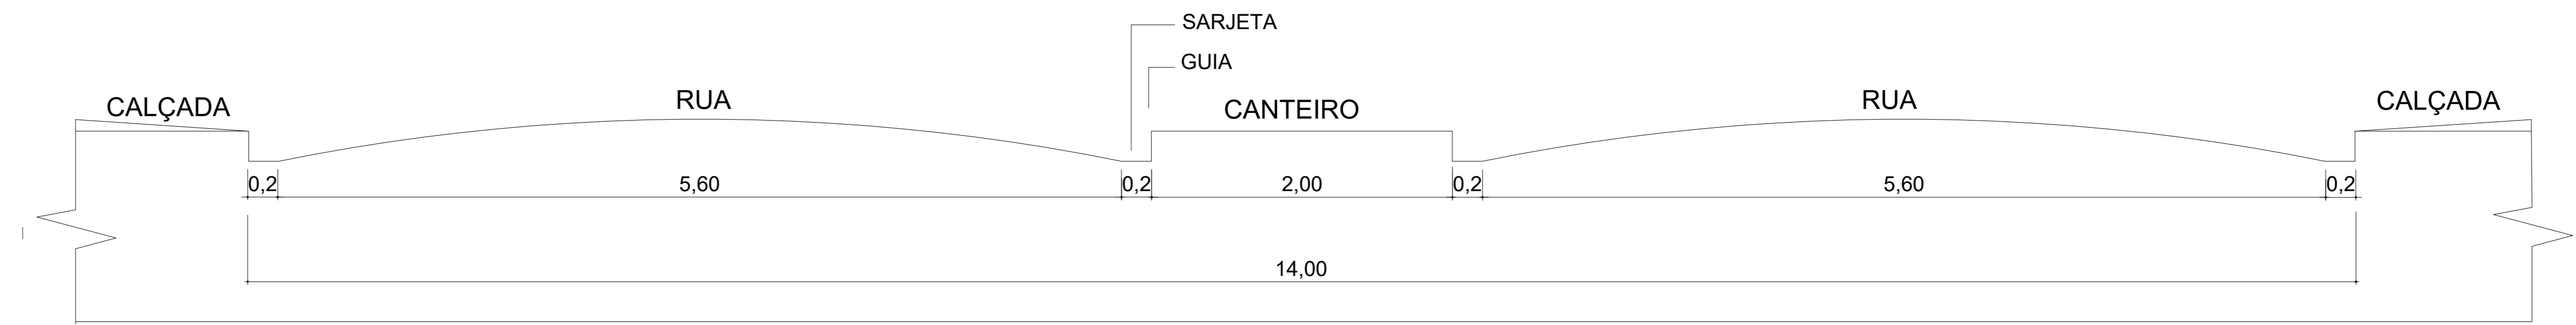 SARJETA
GUIA
CALÇADA
RUA
CANTEIRO
RUA
CALÇADA
0,2
5,60
0,2
2,00
0,2
5,60
0,2
14,00